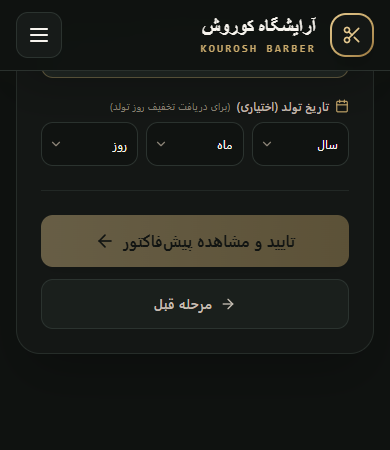 آرایشگاه کوروش
KOUROSH BARBER
تاریخ تولد (اختیاری) (برای دریافت تخفیف روز تولد)
سال ماه روز
تایید و مشاهده پیش‌فاکتور ←
→ مرحله قبل